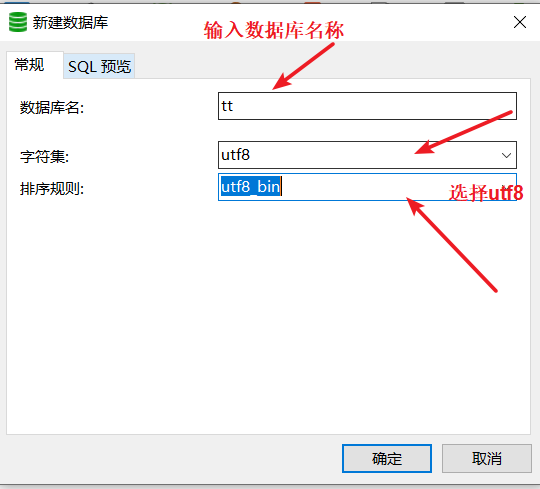 新建数据库
输入数据库名称
常规
SQL 预览
数据库名:
tt
字符集:
utf8
排序规则:
utf8_bin
选择utf8
确定
取消